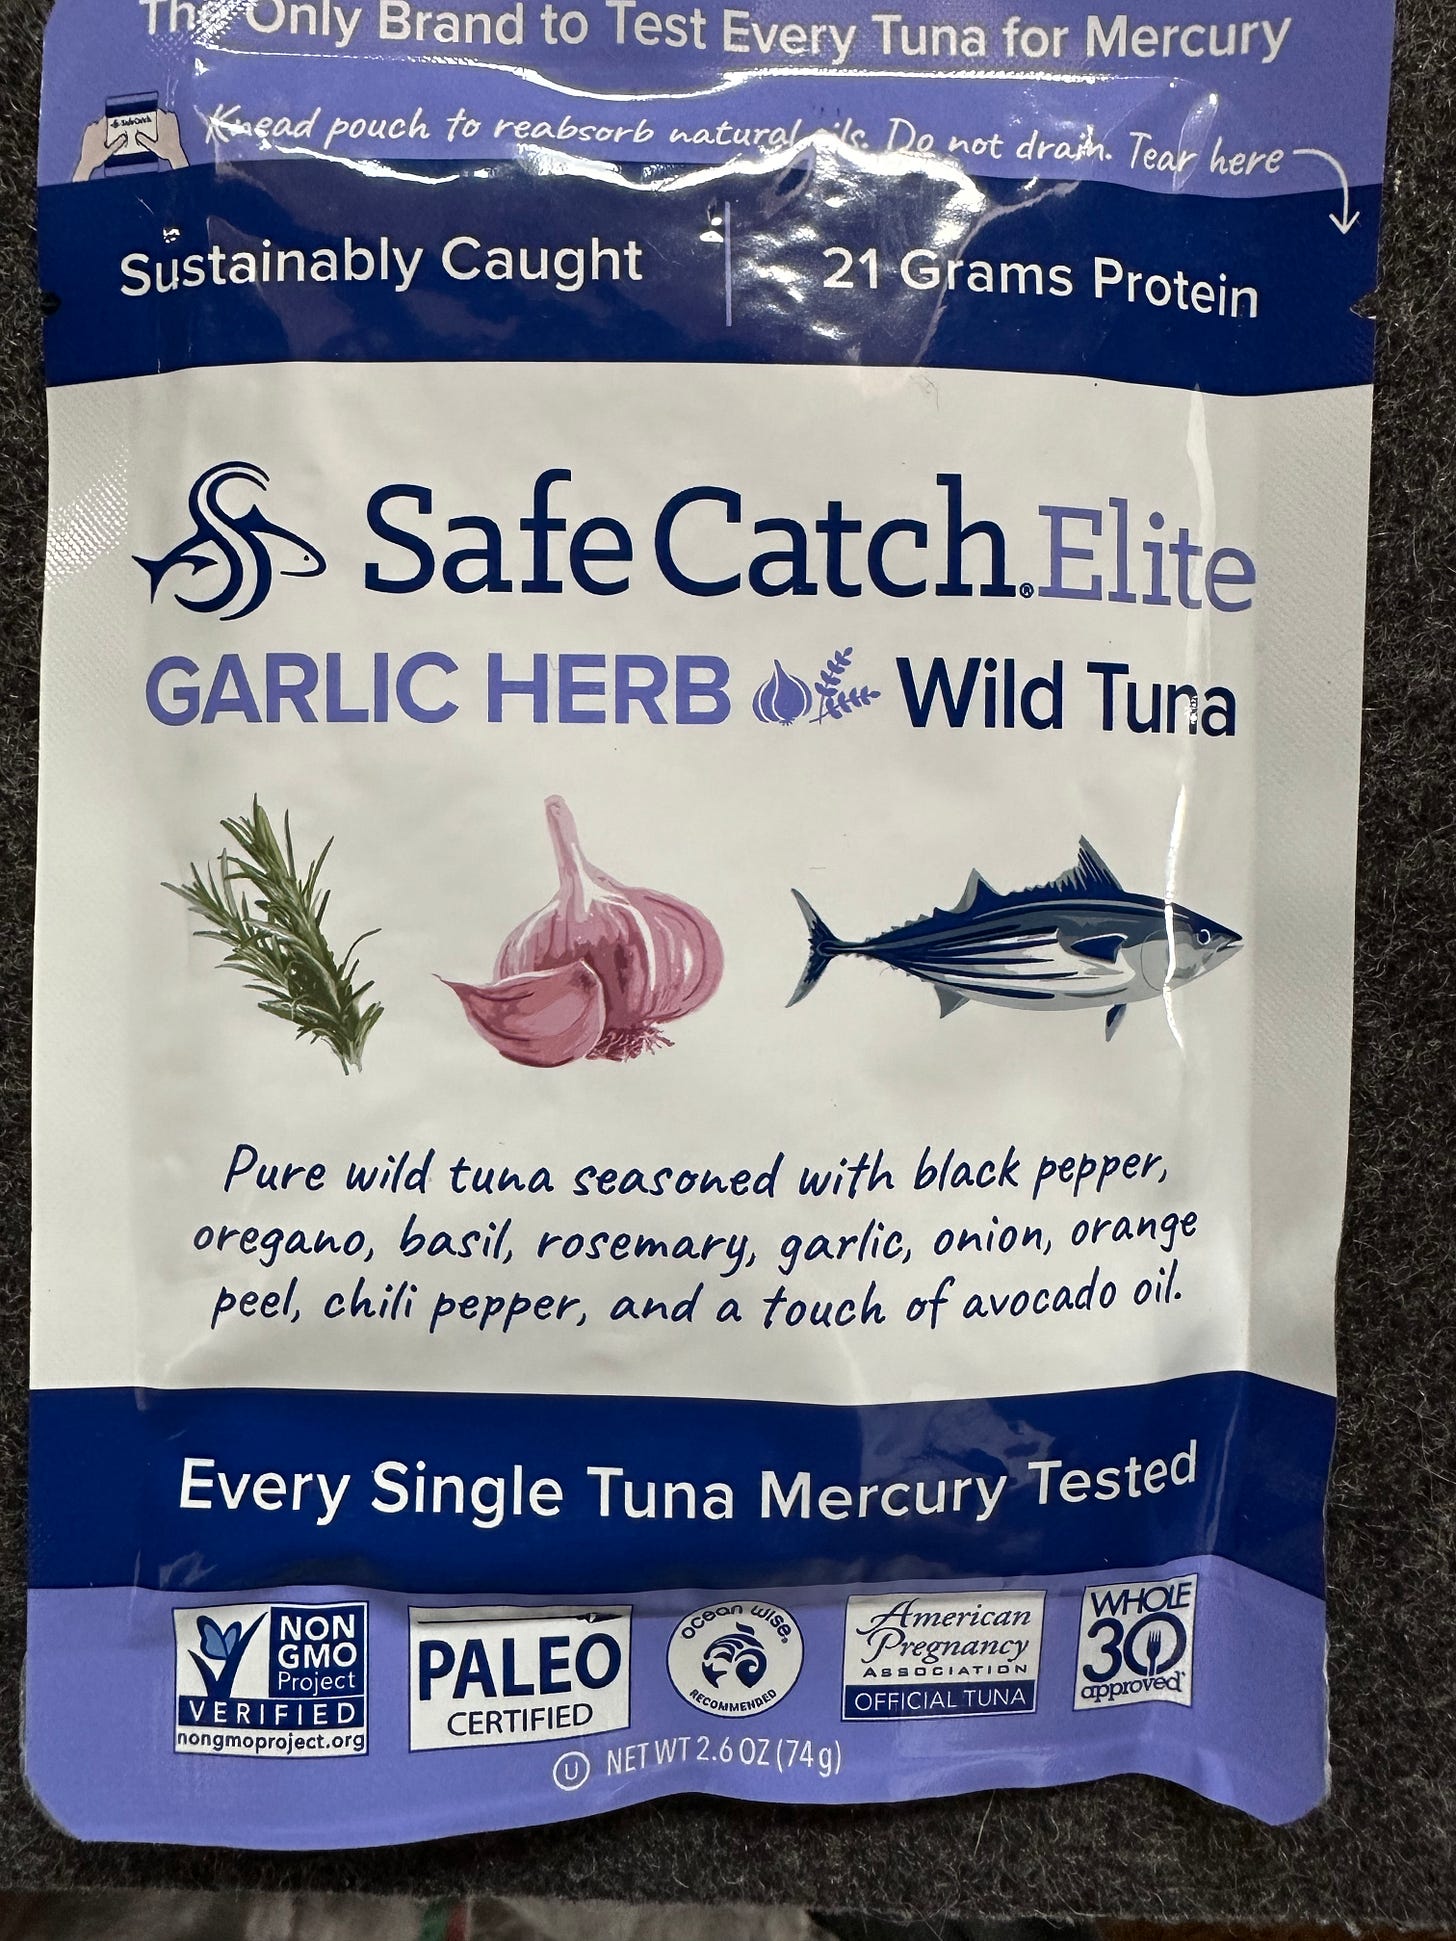 The Only Brand to Test Every Tuna for Mercury
Knead pouch to reabsorb natural oils. Do not drain. Tear here
Sustainably Caught | 21 Grams Protein
Safe Catch® Elite
GARLIC HERB Wild Tuna
Pure wild tuna seasoned with black pepper,
oregano, basil, rosemary, garlic, onion, orange
peel, chili pepper, and a touch of avocado oil.
Every Single Tuna Mercury Tested
NON
GMO
Project
VERIFIED
nongmoproject.org
PALEO
CERTIFIED
ocean wise®
RECOMMENDED
American
Pregnancy
ASSOCIATION
OFFICIAL TUNA
WHOLE
30
approved
U NET WT 2.6 OZ (74g)